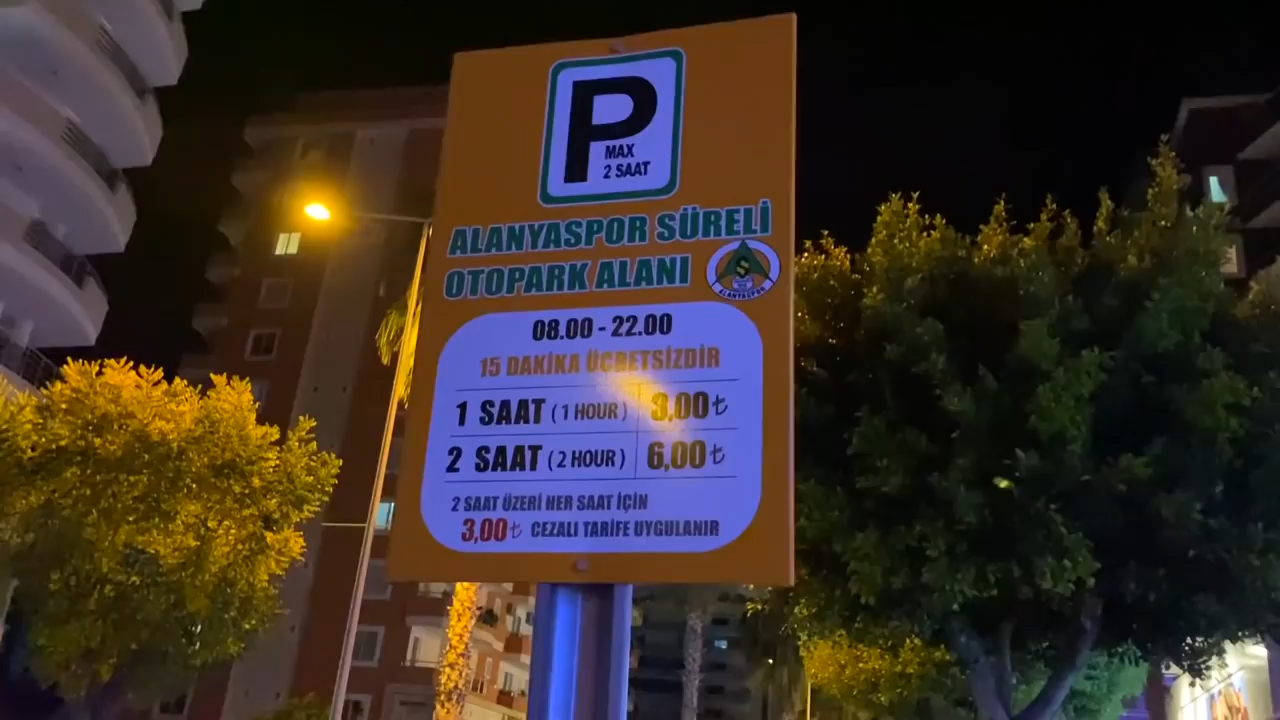 P
MAX
2 SAAT
ALANYASPOR SÜRELİ
OTOPARK ALANI
ALANYASPOR
08.00 - 22.00
15 DAKİKA ÜCRETSİZDİR
1 SAAT (1 HOUR) 3,00₺
2 SAAT (2 HOUR) 6,00₺
2 SAAT ÜZERİ HER SAAT İÇİN
3,00₺ CEZALI TARİFE UYGULANIR